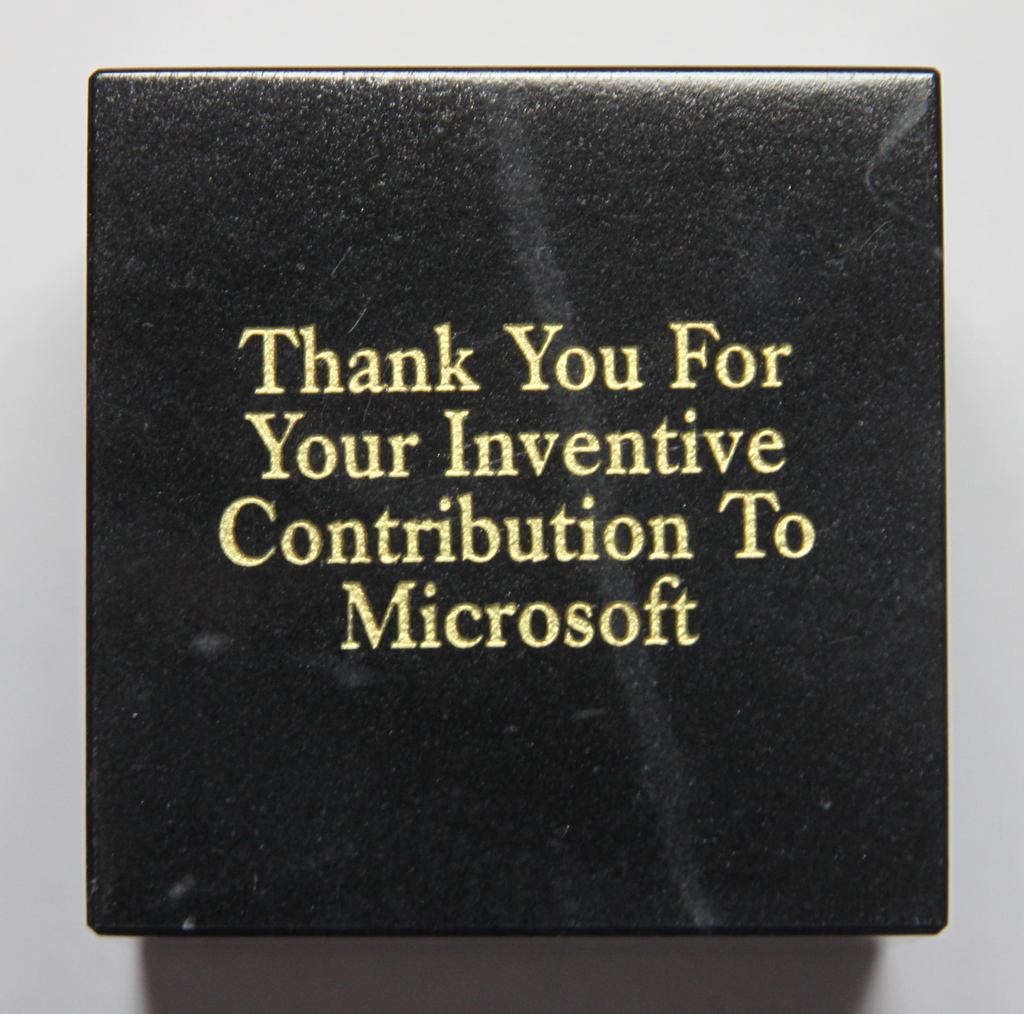 Thank You For
Your Inventive
Contribution To
Microsoft